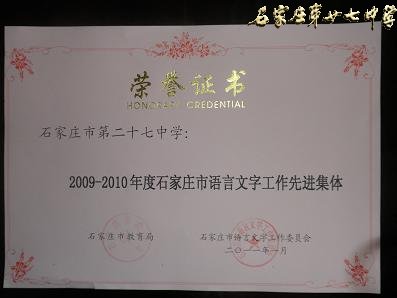 石家庄第廿七中学
荣誉证书
HONORARY CREDENTIAL
石家庄市第二十七中学:
2009-2010年度石家庄市语言文字工作先进集体
石家庄市教育局 石家庄市语言文字工作委员会
二〇一一年一月